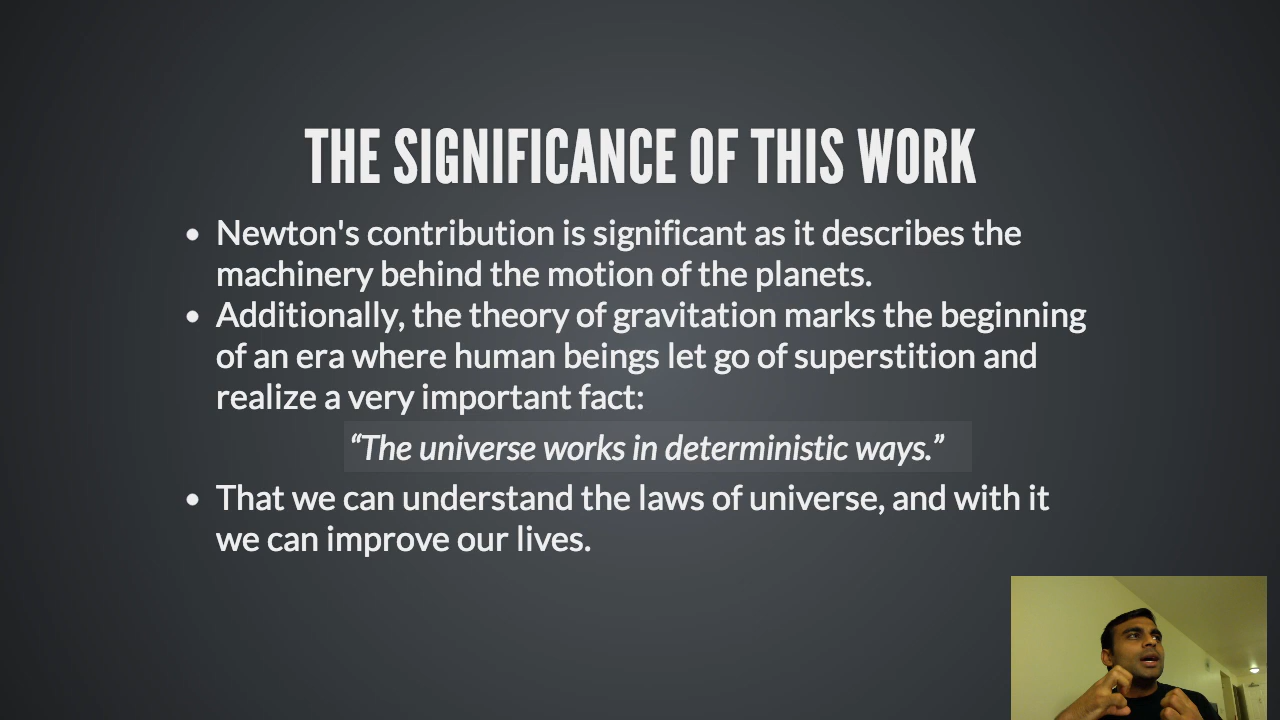 THE SIGNIFICANCE OF THIS WORK
• Newton's contribution is significant as it describes the
machinery behind the motion of the planets.
• Additionally, the theory of gravitation marks the beginning
of an era where human beings let go of superstition and
realize a very important fact:
“The universe works in deterministic ways.”
• That we can understand the laws of universe, and with it
we can improve our lives.